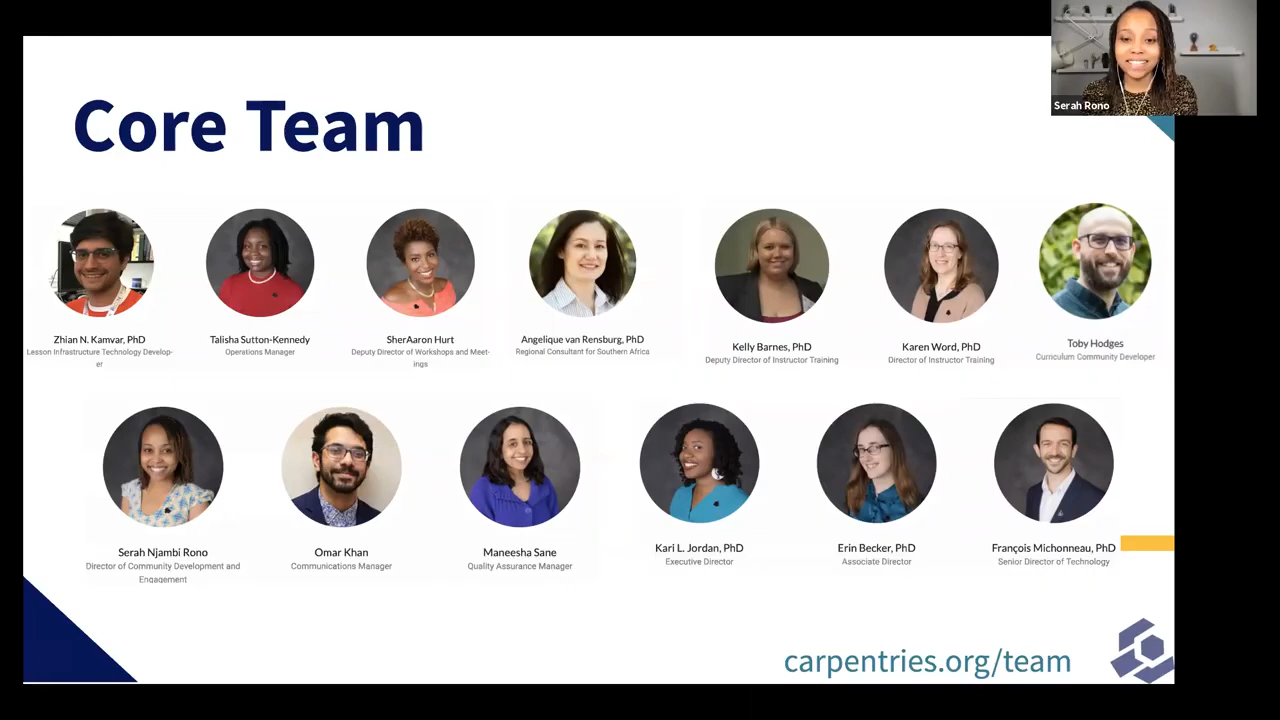 Serah Rono
Core Team
Zhian N. Kamvar, PhD
Lesson Infrastructure Technology Develop-
er
Talisha Sutton-Kennedy
Operations Manager
SherAaron Hurt
Deputy Director of Workshops and Meet-
ings
Angelique van Rensburg, PhD
Regional Consultant for Southern Africa
Kelly Barnes, PhD
Deputy Director of Instructor Training
Karen Word, PhD
Director of Instructor Training
Toby Hodges
Curriculum Community Developer
Serah Njambi Rono
Director of Community Development and
Engagement
Omar Khan
Communications Manager
Maneesha Sane
Quality Assurance Manager
Kari L. Jordan, PhD
Executive Director
Erin Becker, PhD
Associate Director
François Michonneau, PhD
Senior Director of Technology
carpentries.org/team